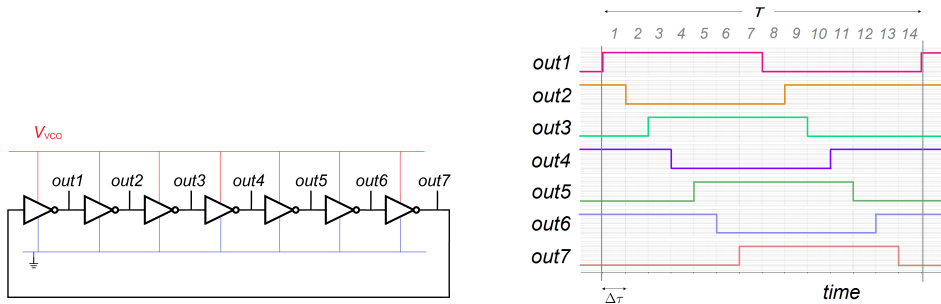 V_VCO
out1 out2 out3 out4 out5 out6 out7
T
1 2 3 4 5 6 7 8 9 10 11 12 13 14
out1
out2
out3
out4
out5
out6
out7
Δτ
time